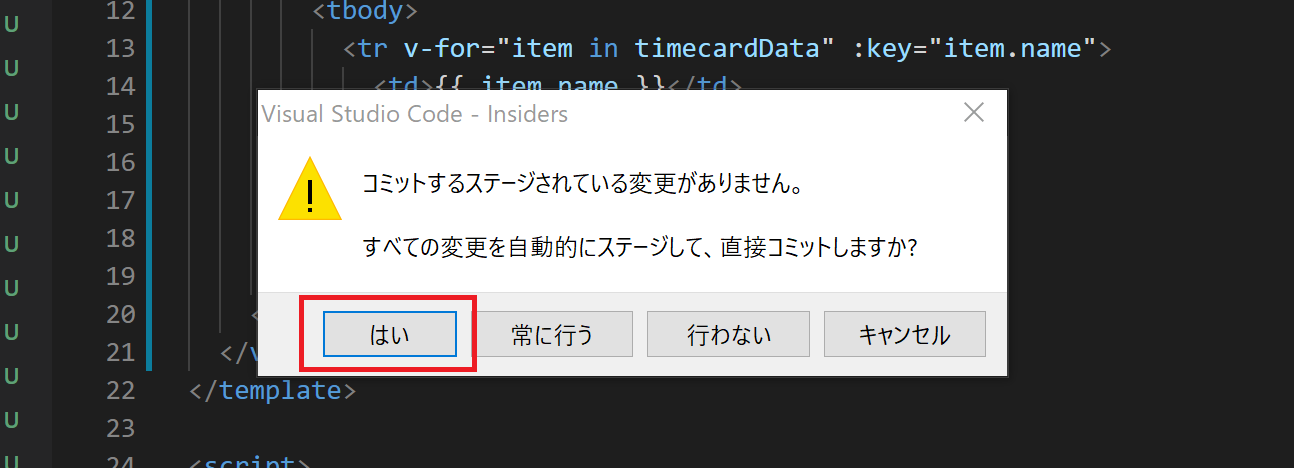 U
U
U
U
U
U
U
U
U
U
U
12 <tbody>
13 <tr v-for="item in timecardData" :key="item.name">
14 <td>{{ item.name }}</td>
15
16
17
18
19
20 <
21 </v
22 </template>
23
24 <script>
Visual Studio Code - Insiders
コミットするステージされている変更がありません。
すべての変更を自動的にステージして、直接コミットしますか?
はい 常に行う 行わない キャンセル